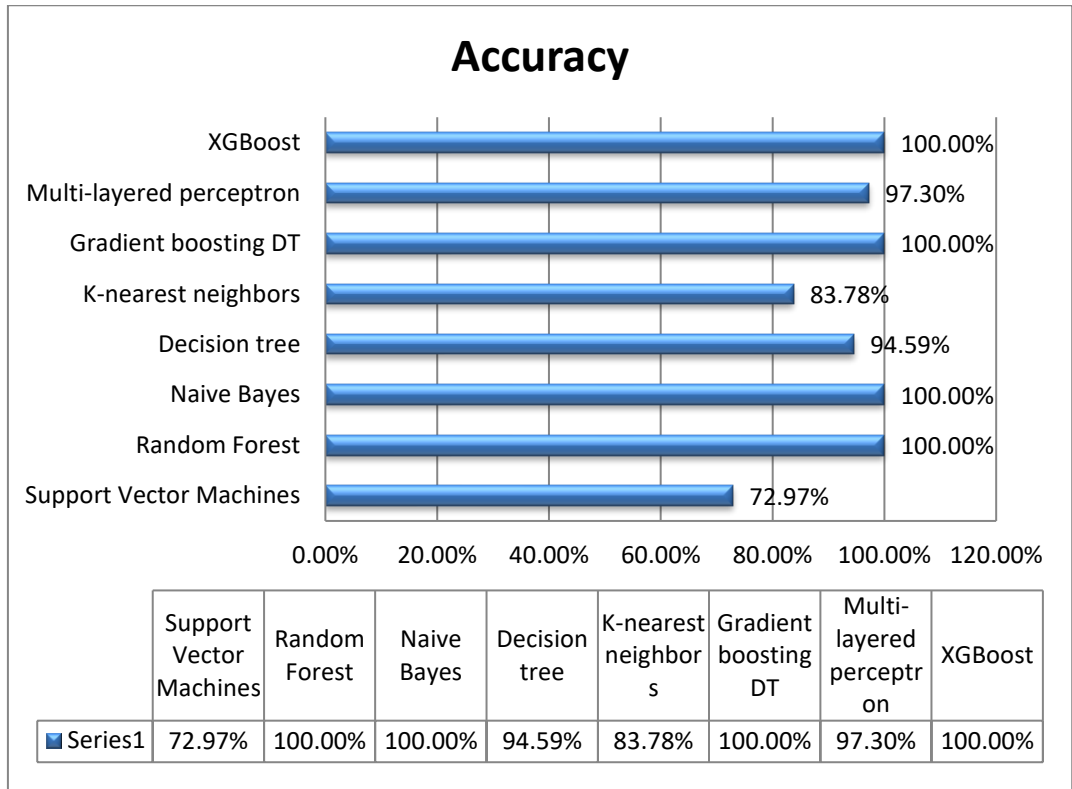 Accuracy
XGBoost
100.00%
Multi-layered perceptron
97.30%
Gradient boosting DT
100.00%
K-nearest neighbors
83.78%
Decision tree
94.59%
Naive Bayes
100.00%
Random Forest
100.00%
Support Vector Machines
72.97%
0.00% 20.00% 40.00% 60.00% 80.00% 100.00% 120.00%
Support
Vector
Machines
Random
Forest
Naive
Bayes
Decision
tree
K-nearest
neighbor
s
Gradient
boosting
DT
Multi-
layered
perceptr
on
XGBoost
Series1 72.97% 100.00% 100.00% 94.59% 83.78% 100.00% 97.30% 100.00%